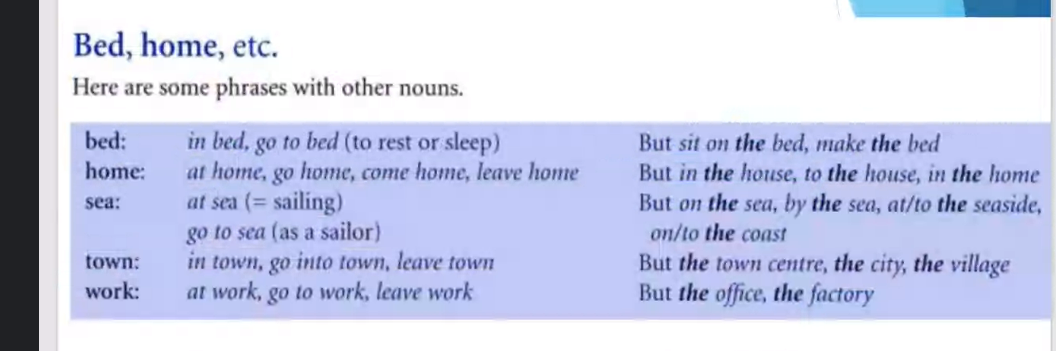 Bed, home, etc.
Here are some phrases with other nouns.
bed: in bed, go to bed (to rest or sleep) But sit on the bed, make the bed
home: at home, go home, come home, leave home But in the house, to the house, in the home
sea: at sea (= sailing) But on the sea, by the sea, at/to the seaside,
go to sea (as a sailor) on/to the coast
town: in town, go into town, leave town But the town centre, the city, the village
work: at work, go to work, leave work But the office, the factory